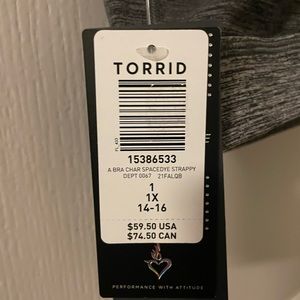 TORRID
15386533
A BRA CHAR SPACEDYE STRAPPY
DEPT 0067 21FALQB
1
1X
14-16
$59.50 USA
$74.50 CAN
PERFORMANCE WITH ATTITUDE